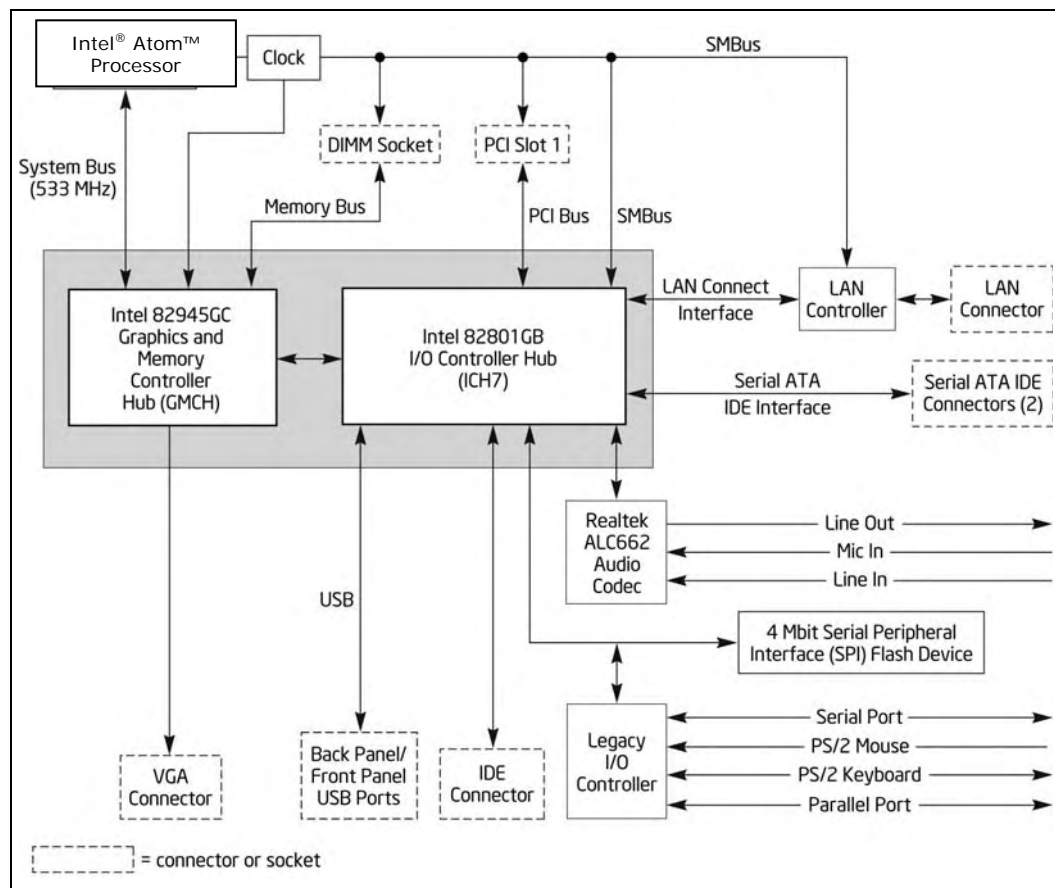 Intel® Atom™
Processor
Clock
SMBus
DIMM Socket
PCI Slot 1
System Bus
(533 MHz)
Memory Bus
PCI Bus
SMBus
Intel 82945GC
Graphics and
Memory
Controller
Hub (GMCH)
Intel 82801GB
I/O Controller Hub
(ICH7)
LAN Connect
Interface
LAN
Controller
LAN
Connector
Serial ATA
IDE Interface
Serial ATA IDE
Connectors (2)
Realtek
ALC662
Audio
Codec
Line Out
Mic In
Line In
USB
4 Mbit Serial Peripheral
Interface (SPI) Flash Device
Legacy
I/O
Controller
Serial Port
PS/2 Mouse
PS/2 Keyboard
Parallel Port
VGA
Connector
Back Panel/
Front Panel
USB Ports
IDE
Connector
= connector or socket